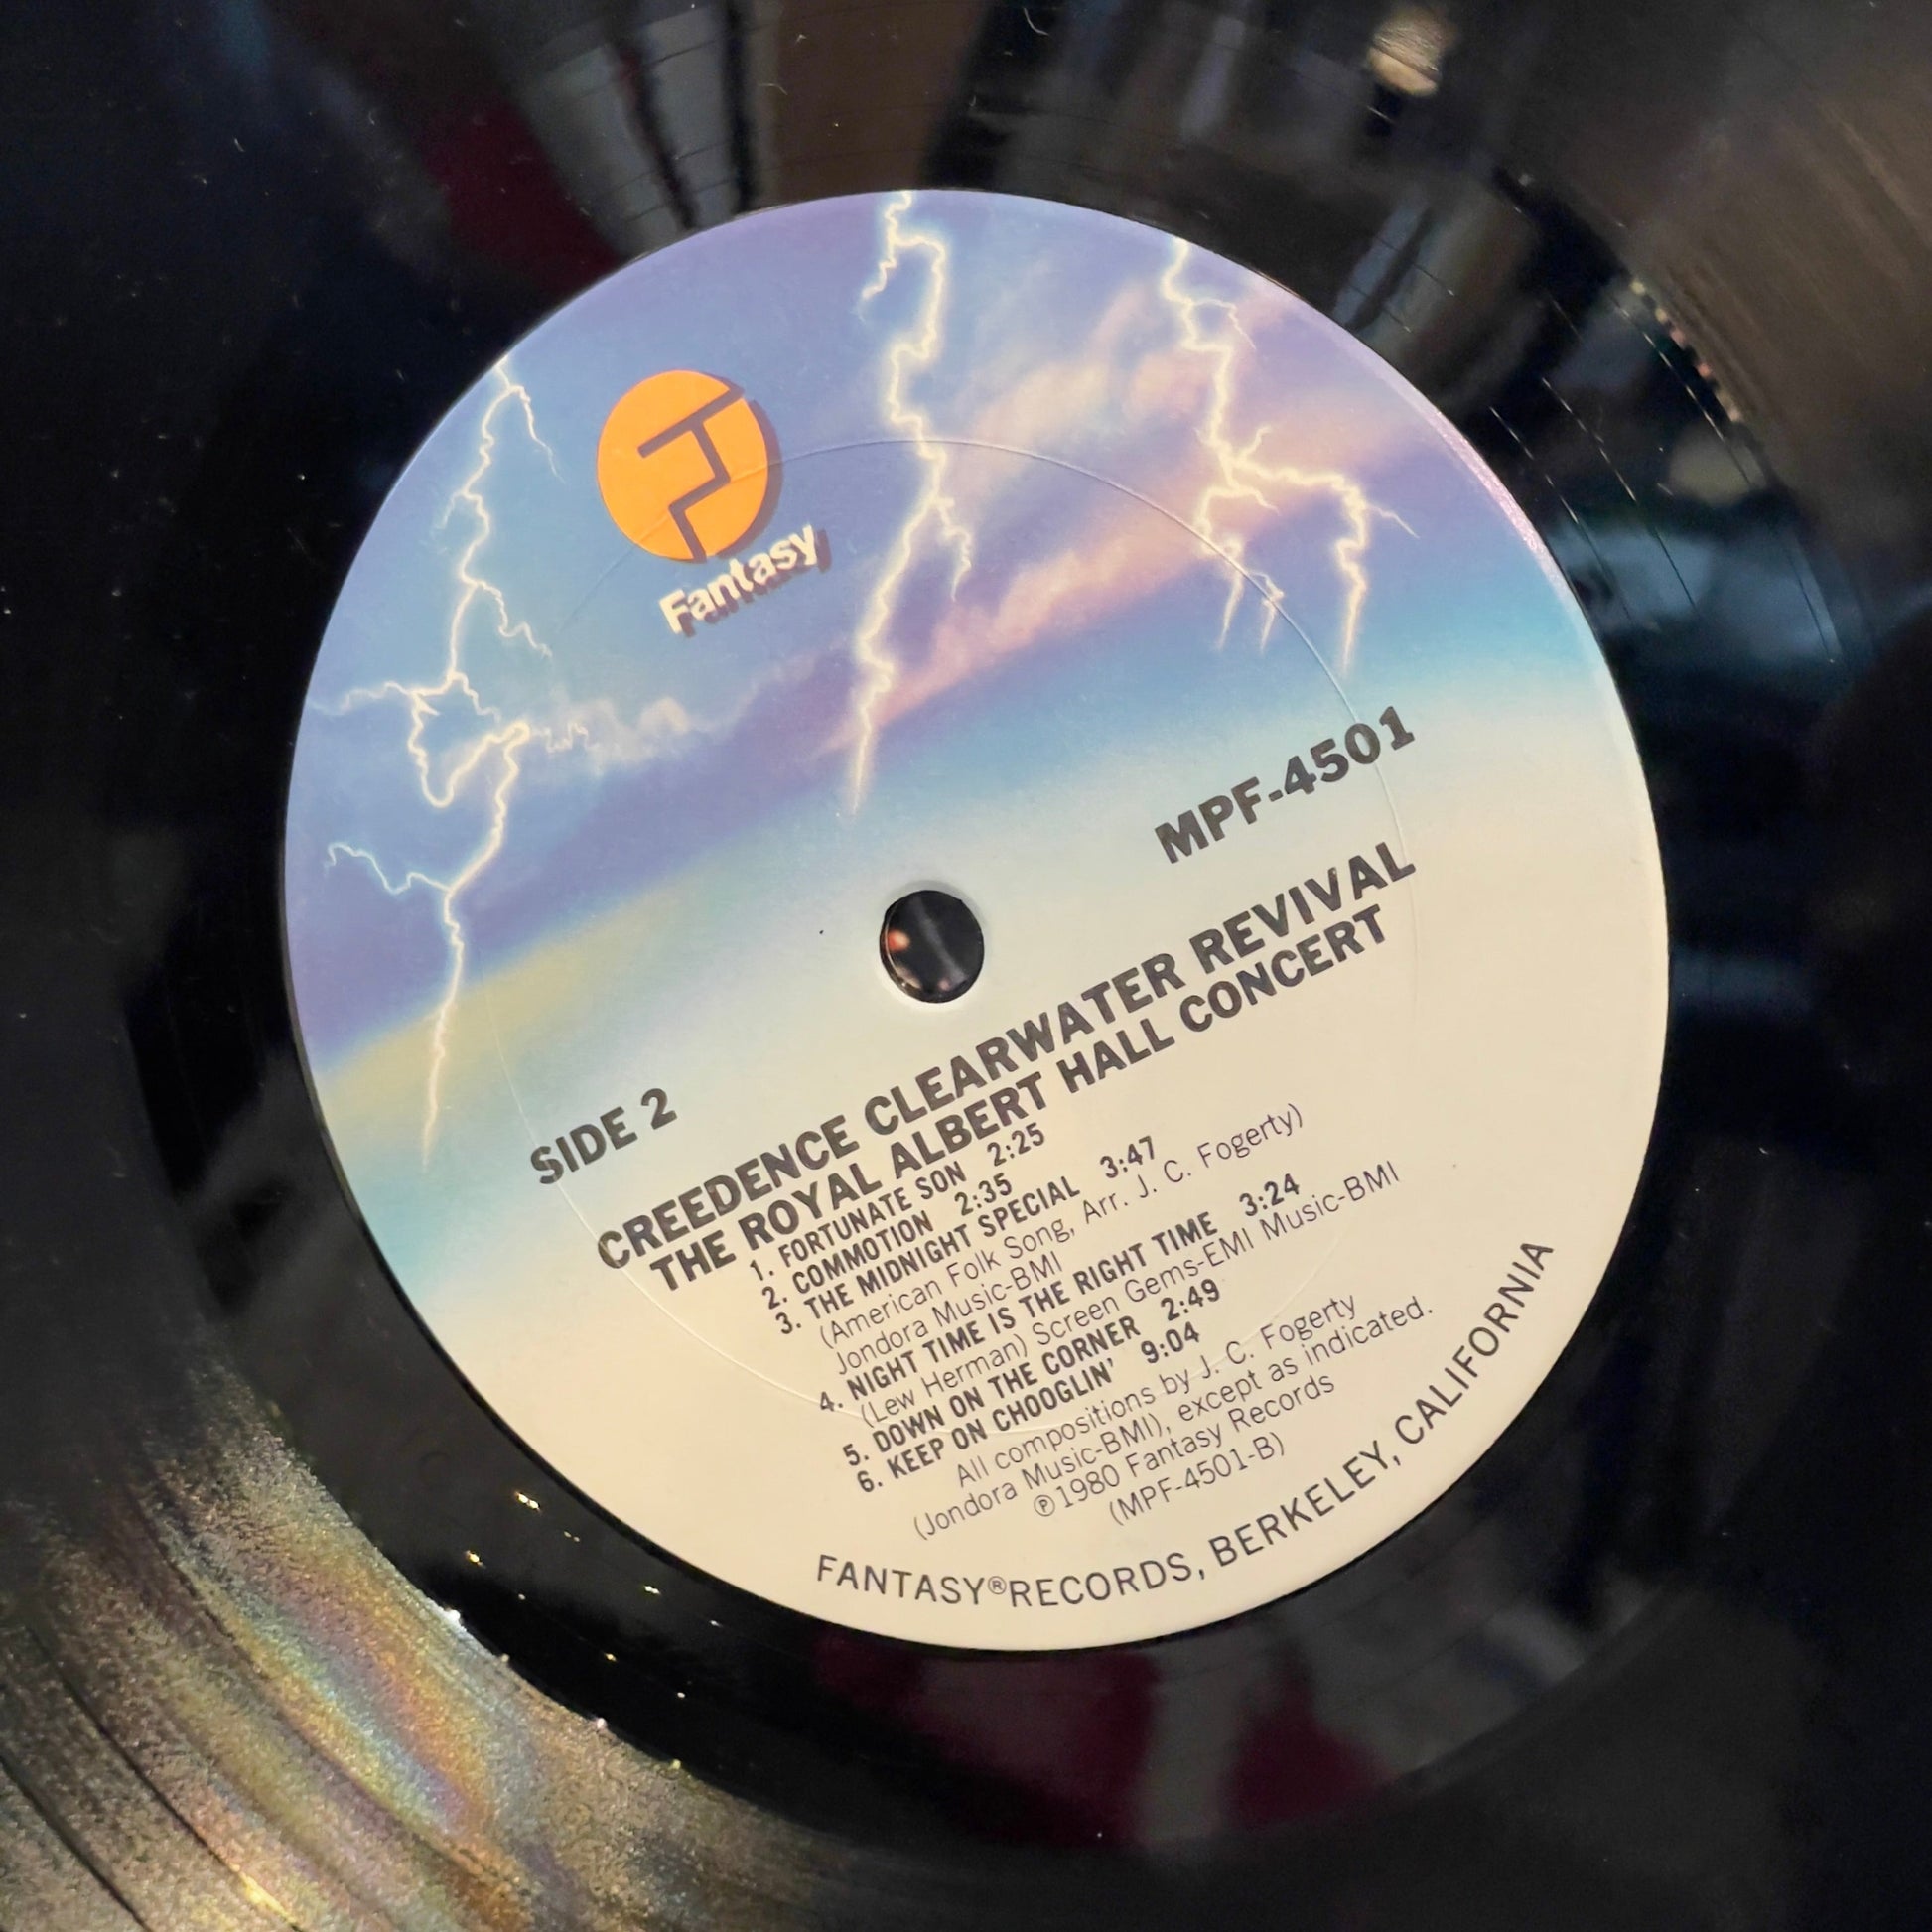 Fantasy
MPF-4501
SIDE 2
CREEDENCE CLEARWATER REVIVAL
THE ROYAL ALBERT HALL CONCERT
1. FORTUNATE SON 2:25
2. COMMOTION 2:35
3. THE MIDNIGHT SPECIAL 3:47
(American Folk Song, Arr. J. C. Fogerty)
Jondora Music-BMI
4. NIGHT TIME IS THE RIGHT TIME 3:24
(Lew Herman) Screen Gems-EMI Music-BMI
5. DOWN ON THE CORNER 2:49
6. KEEP ON CHOOGLIN' 9:04
All compositions by J. C. Fogerty
(Jondora Music-BMI), except as indicated.
℗1980 Fantasy Records
(MPF-4501-B)
FANTASY® RECORDS, BERKELEY, CALIFORNIA